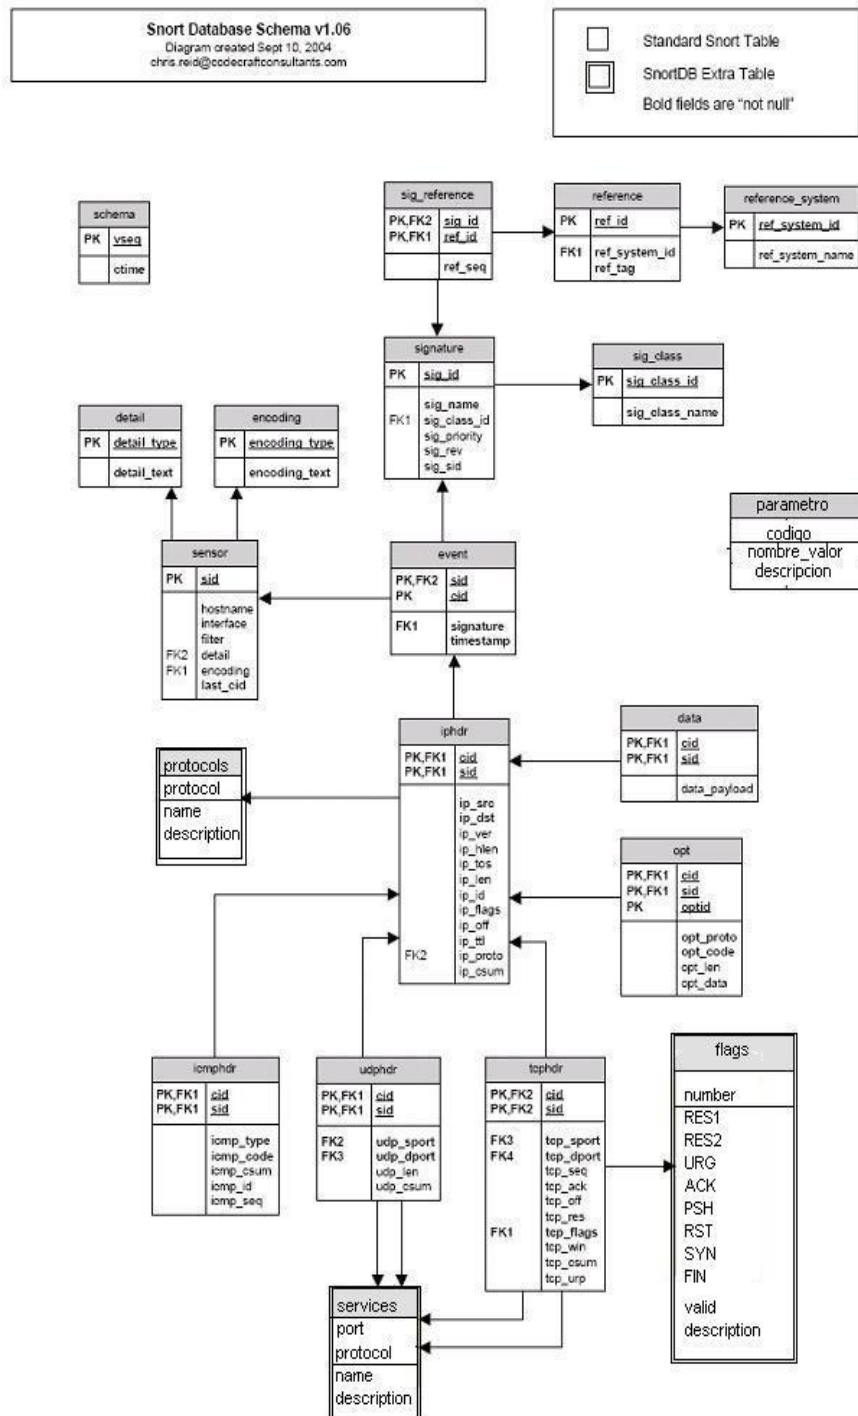 Snort Database Schema v1.06
Diagram created Sept 10, 2004
chris.reid@codecraftconsultants.com
Standard Snort Table
SnortDB Extra Table
Bold fields are "not null"
schema
PK vseq
ctime
sig_reference
PK,FK2 sig_id
PK,FK1 ref_id
ref_seq
reference
PK ref_id
FK1 ref_system_id
ref_tag
reference_system
PK ref_system_id
ref_system_name
signature
PK sig_id
sig_name
FK1 sig_class_id
sig_priority
sig_rev
sig_sid
sig_class
PK sig_class_id
sig_class_name
detail
PK detail_type
detail_text
encoding
PK encoding_type
encoding_text
parametro
codigo
nombre_valor
descripcion
sensor
PK sid
hostname
interface
filter
FK2 detail
FK1 encoding
last_cid
event
PK,FK2 sid
PK cid
FK1 signature
timestamp
iphdr
PK,FK1 cid
PK,FK1 sid
ip_src
ip_dst
ip_ver
ip_hlen
ip_tos
ip_len
ip_id
ip_flags
ip_off
ip_ttl
FK2 ip_proto
ip_csum
data
PK,FK1 cid
PK,FK1 sid
data_payload
protocols
protocol
name
description
opt
PK,FK1 cid
PK,FK1 sid
PK optid
opt_proto
opt_code
opt_len
opt_data
icmphdr
PK,FK1 cid
PK,FK1 sid
icmp_type
icmp_code
icmp_csum
icmp_id
icmp_seq
udphdr
PK,FK1 cid
PK,FK1 sid
FK2 udp_sport
FK3 udp_dport
udp_len
udp_csum
tcphdr
PK,FK2 cid
PK,FK2 sid
FK3 tcp_sport
FK4 tcp_dport
tcp_seq
tcp_ack
tcp_off
tcp_res
FK1 tcp_flags
tcp_win
tcp_csum
tcp_urp
flags
number
RES1
RES2
URG
ACK
PSH
RST
SYN
FIN
valid
description
services
port
protocol
name
description